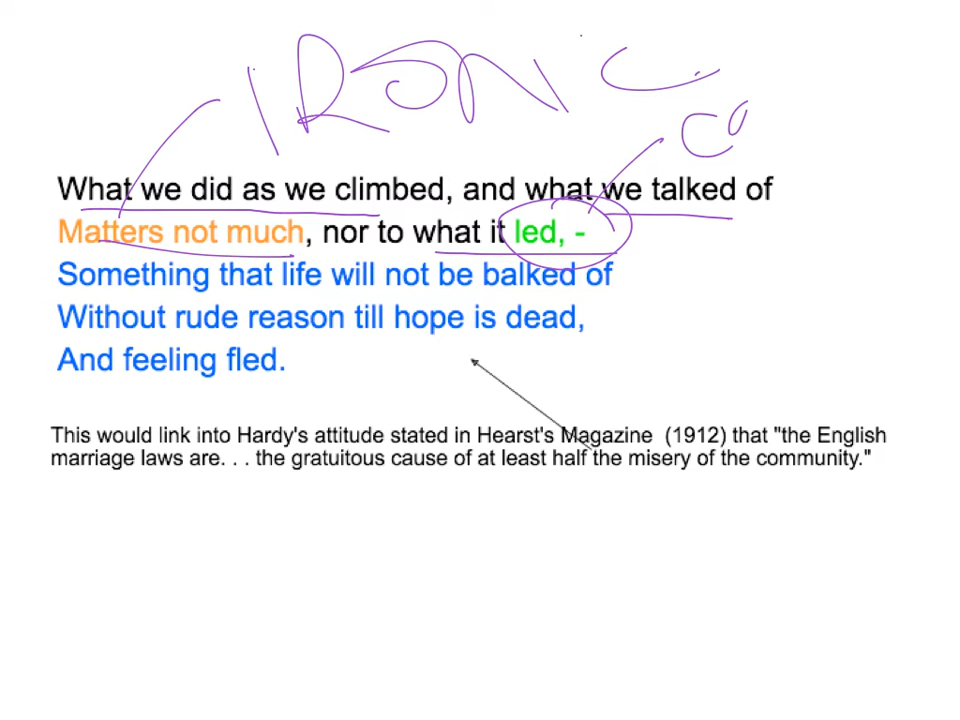 IRONIC
CO
What we did as we climbed, and what we talked of
Matters not much, nor to what it led, -
Something that life will not be balked of
Without rude reason till hope is dead,
And feeling fled.
This would link into Hardy's attitude stated in Hearst's Magazine (1912) that "the English
marriage laws are. . . the gratuitous cause of at least half the misery of the community."